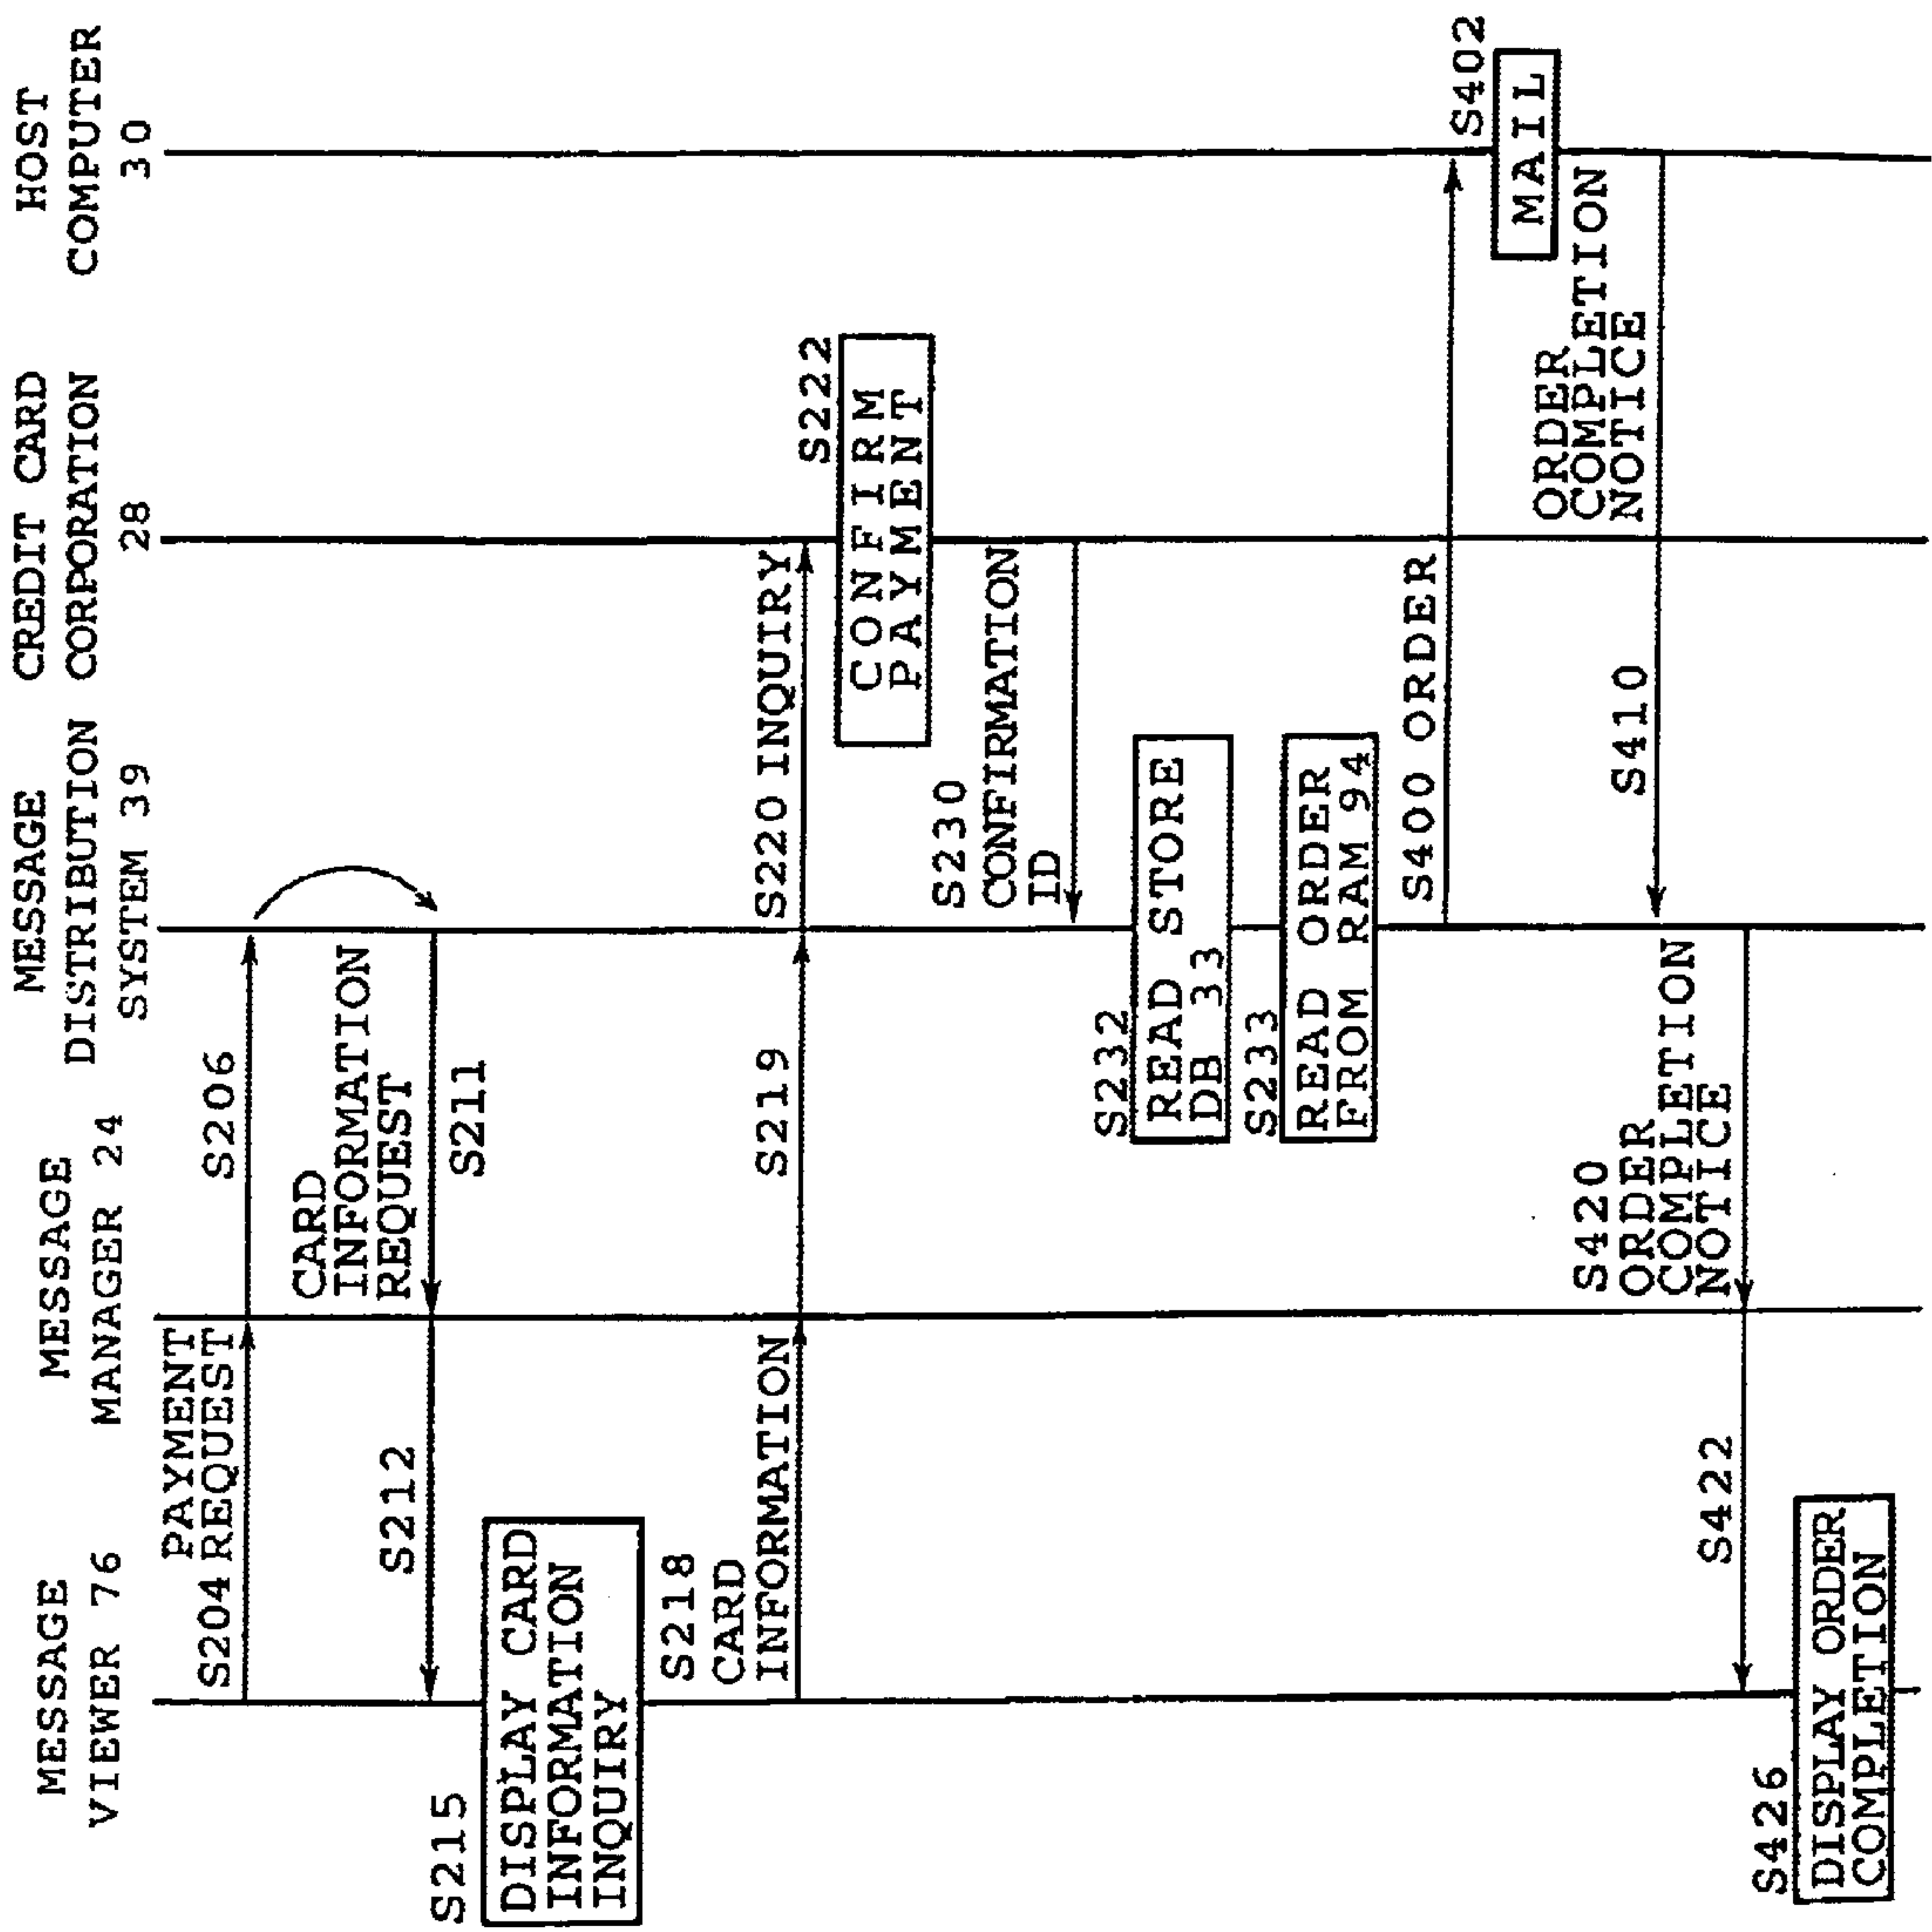 MESSAGE
VIEWER 76
MESSAGE
MANAGER 24
MESSAGE
DISTRIBUTION
SYSTEM 39
CREDIT CARD
CORPORATION
28
HOST
COMPUTER
30
PAYMENT
S204 REQUEST
S206
CARD
INFORMATION
REQUEST
S212
S211
S215
DISPLAY CARD
INFORMATION
INQUIRY
S218
CARD
INFORMATION
S219
S220 INQUIRY
S222
CONFIRM
PAYMENT
S230
CONFIRMATION
ID
S232
READ STORE
DB 33
S233
READ ORDER
FROM RAM 94
S400 ORDER
S402
MAIL
ORDER
COMPLETION
NOTICE
S410
S420
ORDER
COMPLETION
NOTICE
S422
S426
DISPLAY ORDER
COMPLETION